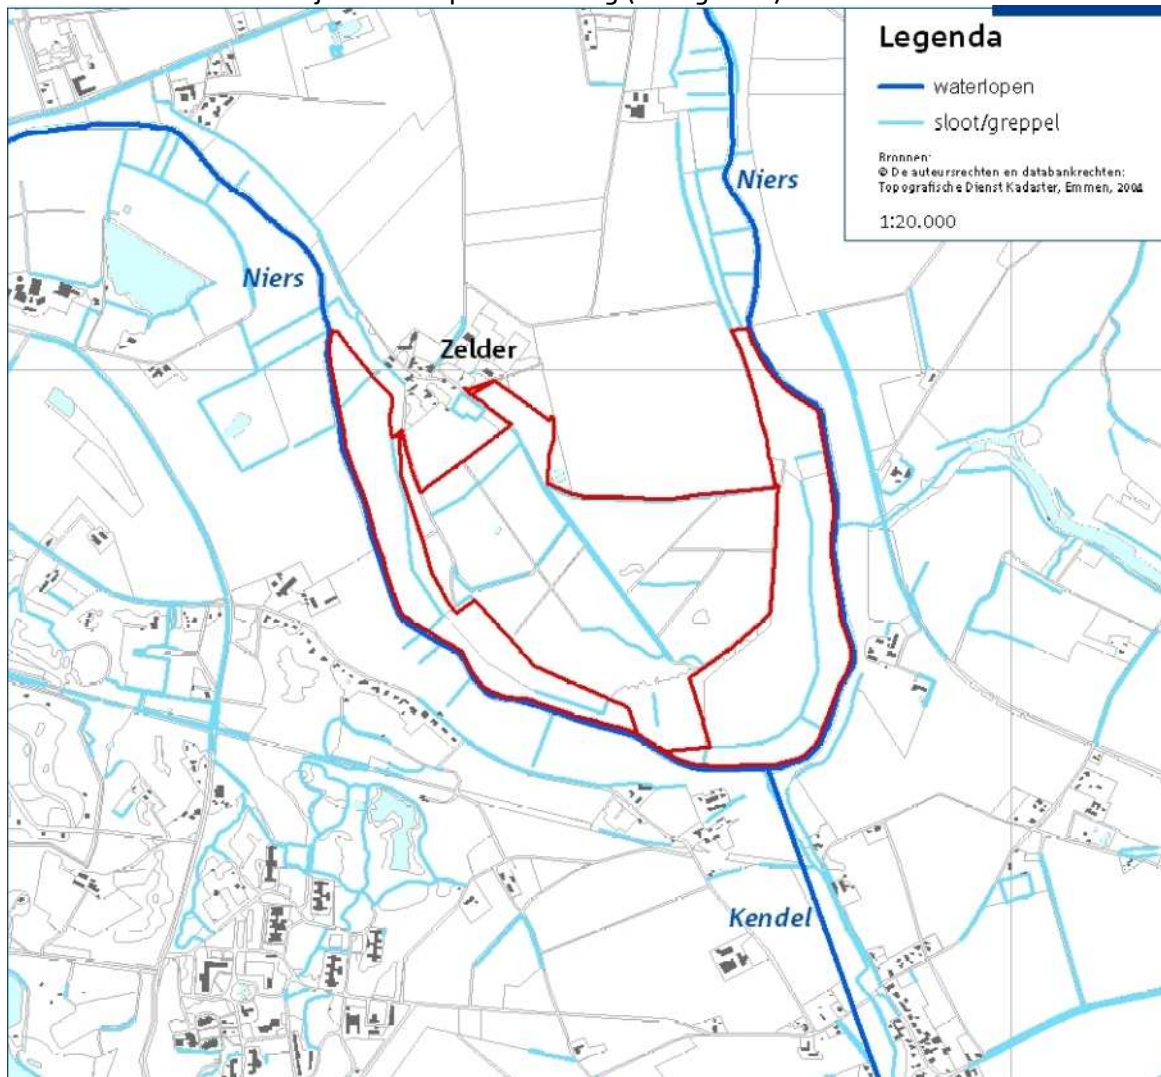 Legenda
waterlopen
sloot/greppel
Bronnen:
© De auteursrechten en databankrechten:
Topografische Dienst Kadaster, Emmen, 2004
1:20.000
Niers
Niers
Zelder
Kendel